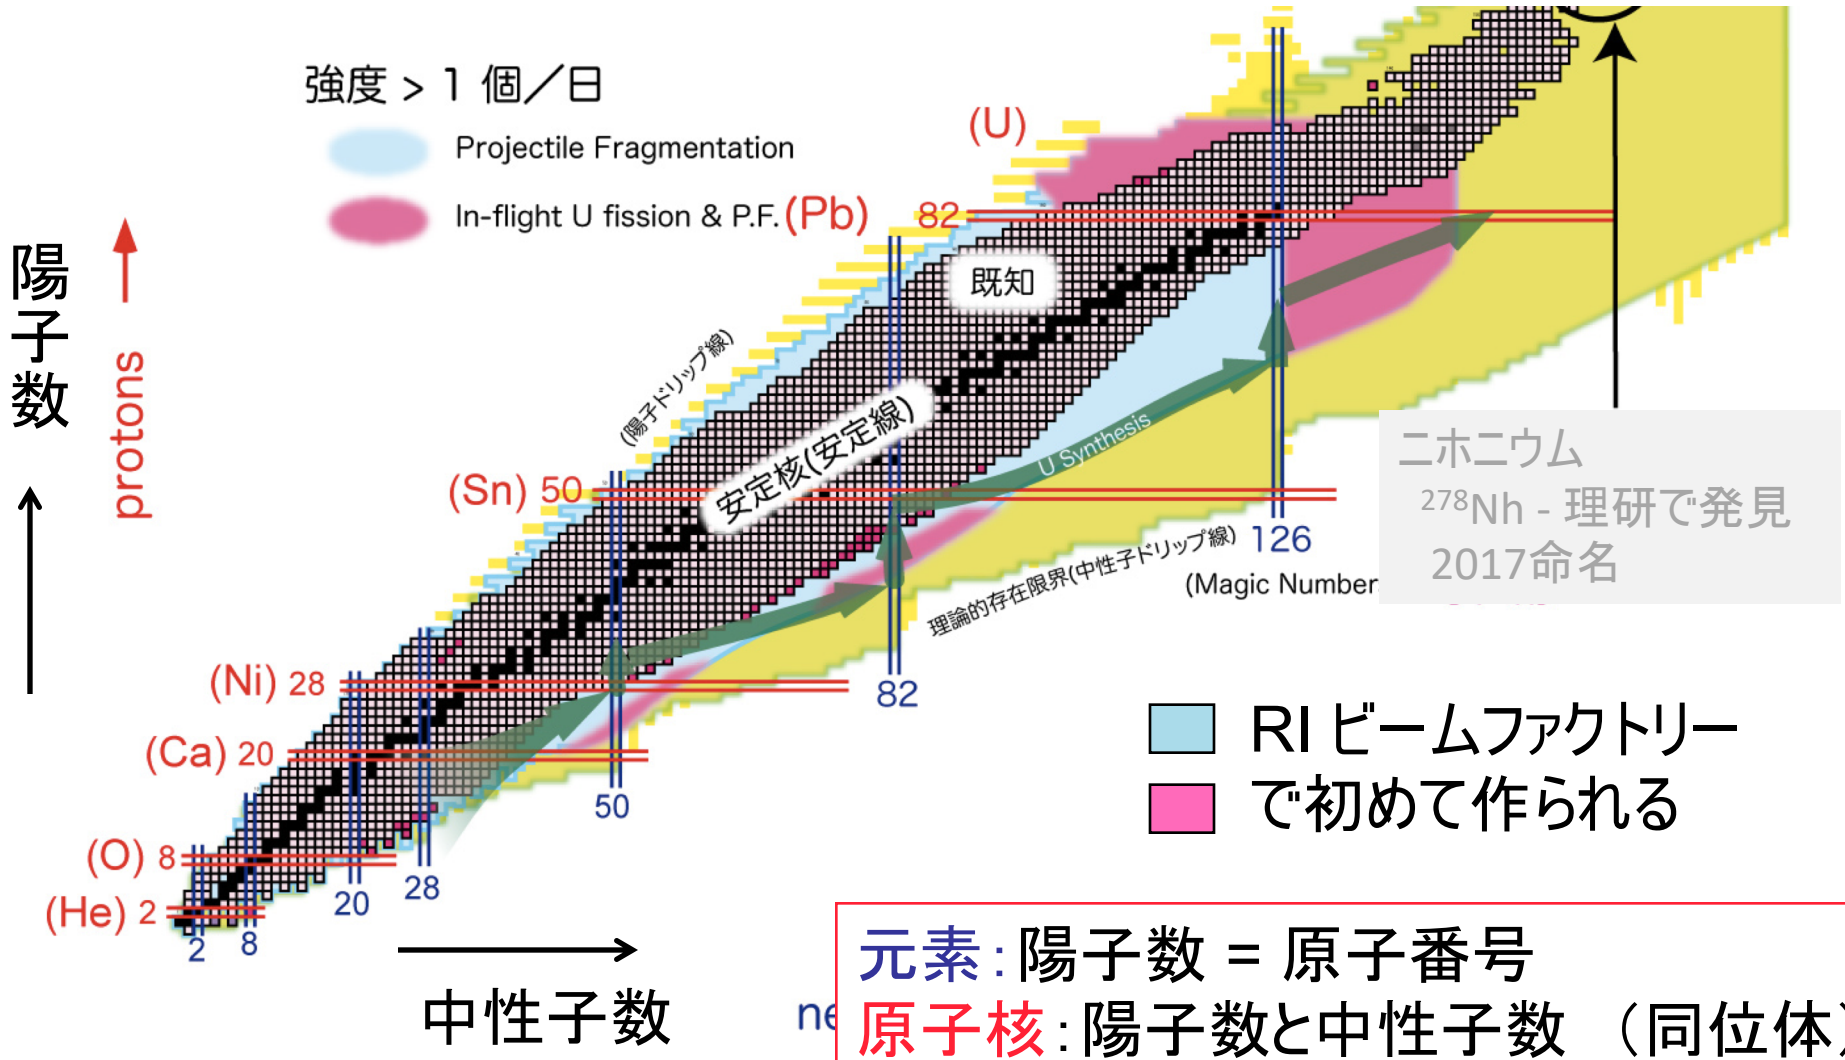 強度 > 1 個／日
Projectile Fragmentation
In-flight U fission & P.F.
(U)
(Pb) 82
陽子数
protons
既知
(陽子ドリップ線)
安定核(安定線)
(Sn) 50
U Synthesis
ニホニウム
278Nh - 理研で発見
2017命名
126
(Magic Number
理論的存在限界(中性子ドリップ線)
(Ni) 28
82
(Ca) 20
50
RI ビームファクトリー
で初めて作られる
(O) 8
28
20
(He) 2
2
8
中性子数
ne
元素:陽子数 = 原子番号
原子核:陽子数と中性子数 （同位体）